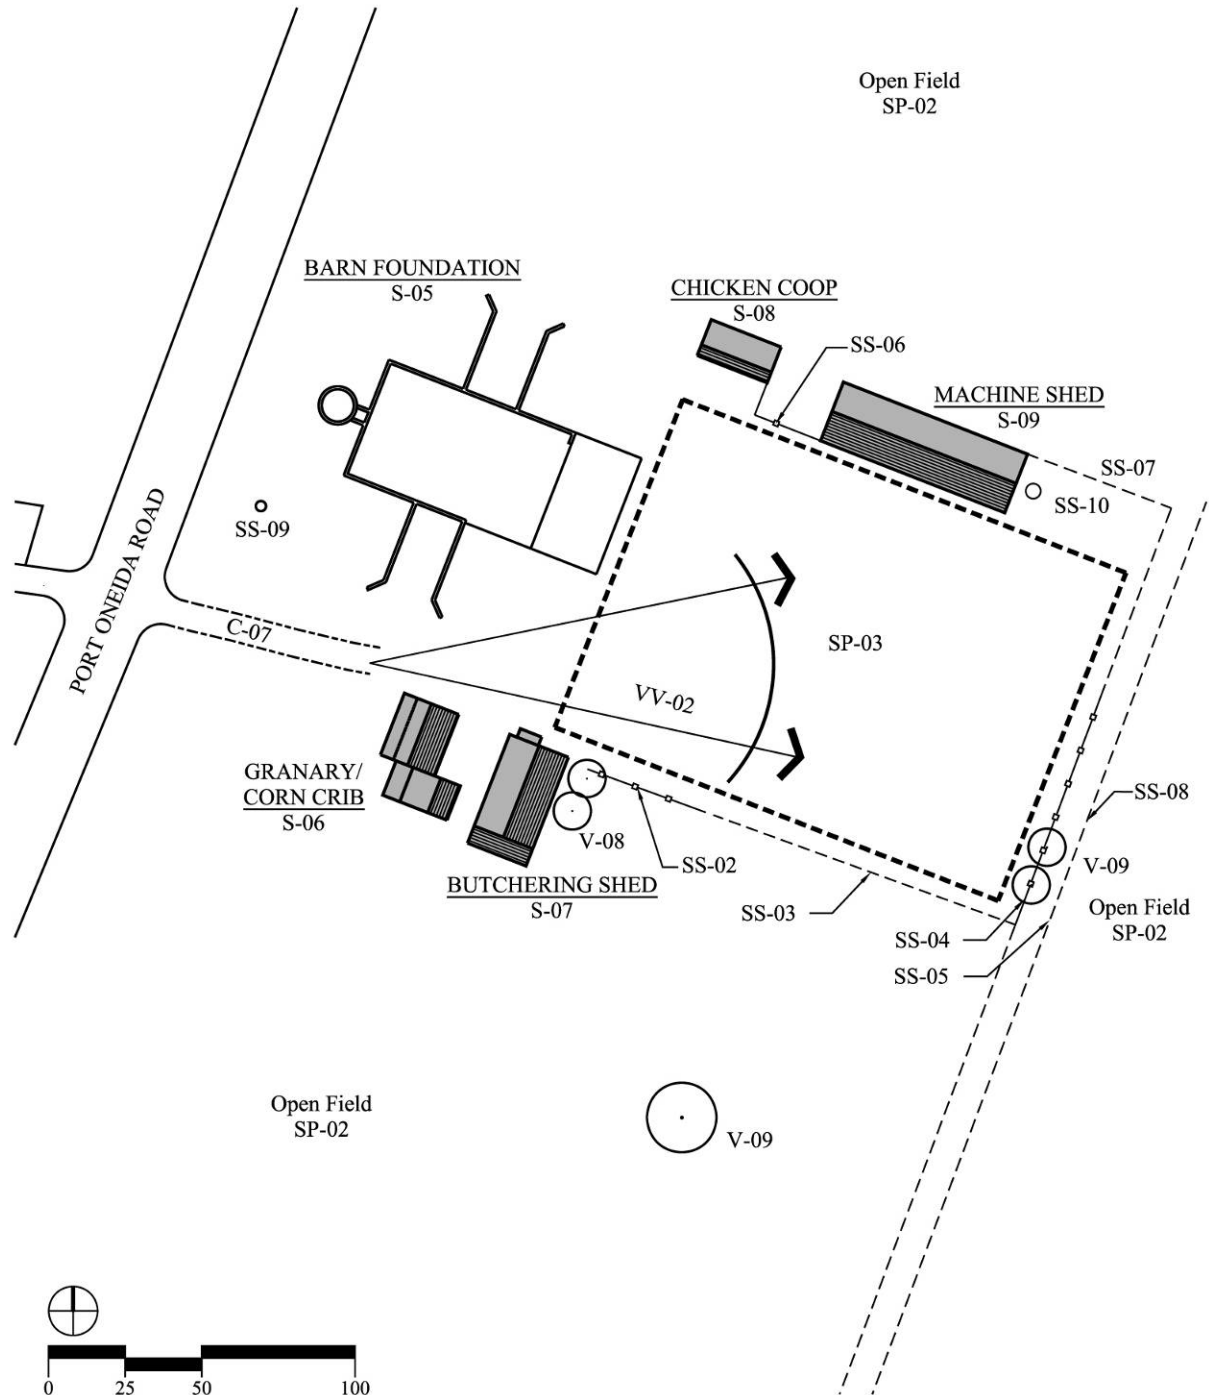 Open Field
SP-02
BARN FOUNDATION
S-05
CHICKEN COOP
S-08
SS-06
MACHINE SHED
S-09
SS-07
SS-10
SS-09
PORT ONEIDA ROAD
C-07
SP-03
VV-02
GRANARY/
CORN CRIB
S-06
V-08
SS-02
BUTCHERING SHED
S-07
SS-03
SS-08
V-09
Open Field
SP-02
SS-04
SS-05
Open Field
SP-02
V-09
0 25 50 100